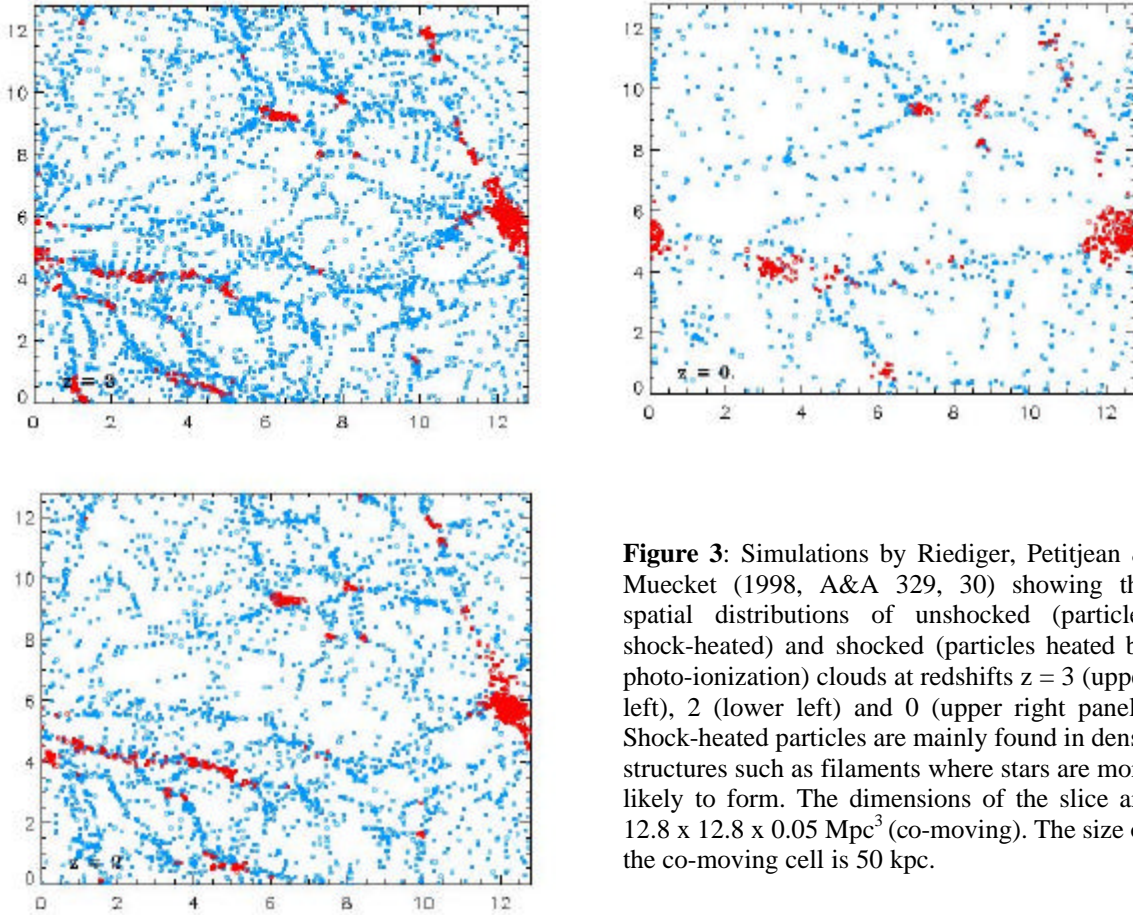 12
10
8
6
4
2
0
z = 3
0 2 4 6 8 10 12
12
10
8
6
4
2
0
z = 0.
0 2 4 6 8 10 12
12
10
8
6
4
2
0
z = 2
0 2 4 6 8 10 12
Figure 3: Simulations by Riediger, Petitjean &
Muecket (1998, A&A 329, 30) showing th
spatial distributions of unshocked (particle
shock-heated) and shocked (particles heated b
photo-ionization) clouds at redshifts z = 3 (uppe
left), 2 (lower left) and 0 (upper right panel
Shock-heated particles are mainly found in dens
structures such as filaments where stars are mor
likely to form. The dimensions of the slice ar
12.8 x 12.8 x 0.05 Mpc³ (co-moving). The size o
the co-moving cell is 50 kpc.